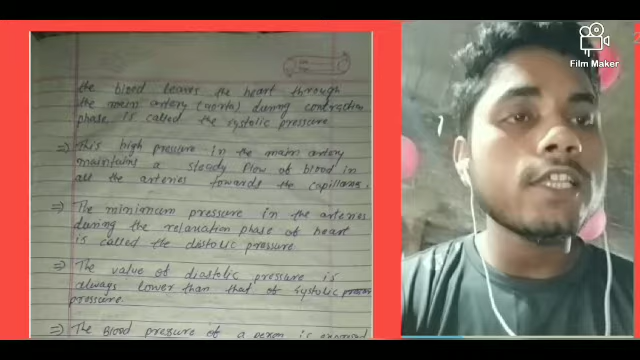 the blood leaves the heart through
the main artery (aorta) during contraction
phase is called the systolic pressure
⇒ This high pressure in the main artery
maintains a steady flow of blood in
all the arteries towards the capillaries.
⇒ The minimum pressure in the arteries
during the relaxation phase of heart
is called the diastolic pressure
⇒ The value of diastolic pressure is
always lower than that of systolic
pressure.
⇒ The Blood pressure of a person is expressed
Film Maker
2